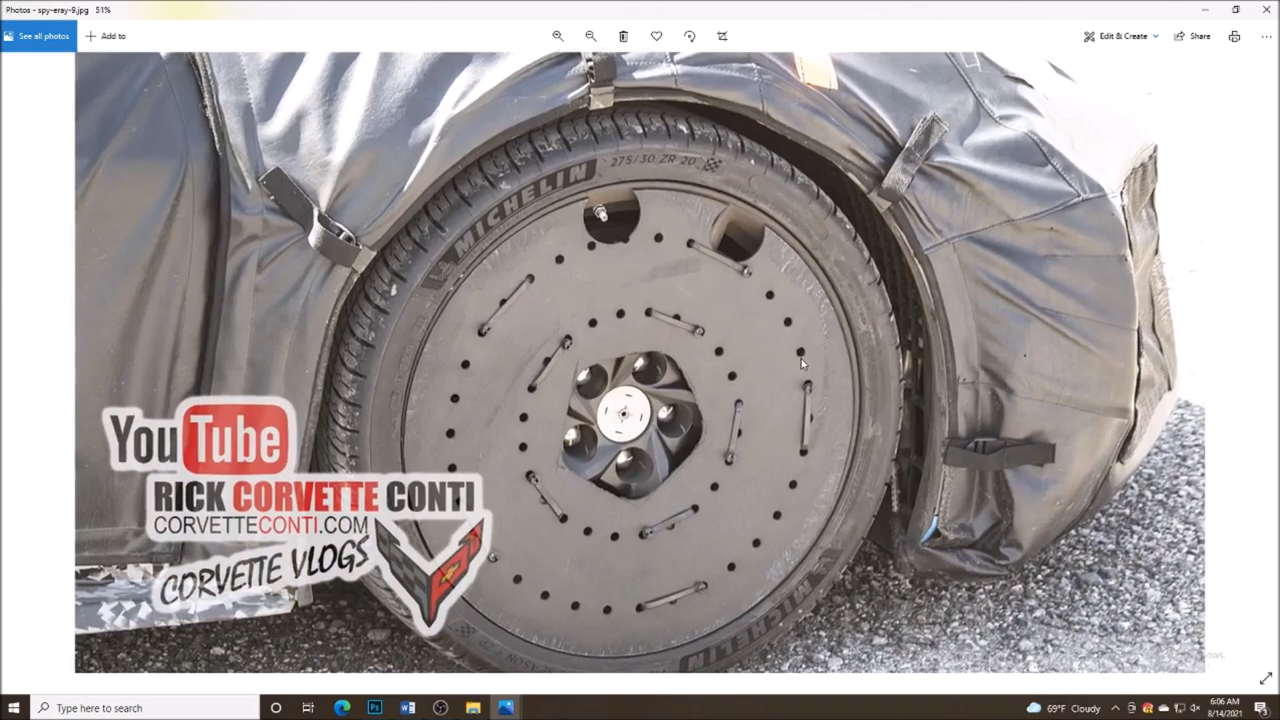 Photos - spy-eray-9.jpg 51%
See all photos
Add to
Edit & Create
Share
MICHELIN
275/30 ZR 20
YouTube
RICK CORVETTE CONTI
CORVETTECONTI.COM
CORVETTE VLOGS
MICHELIN
Type here to search
69°F Cloudy
6:06 AM
8/14/2021
3